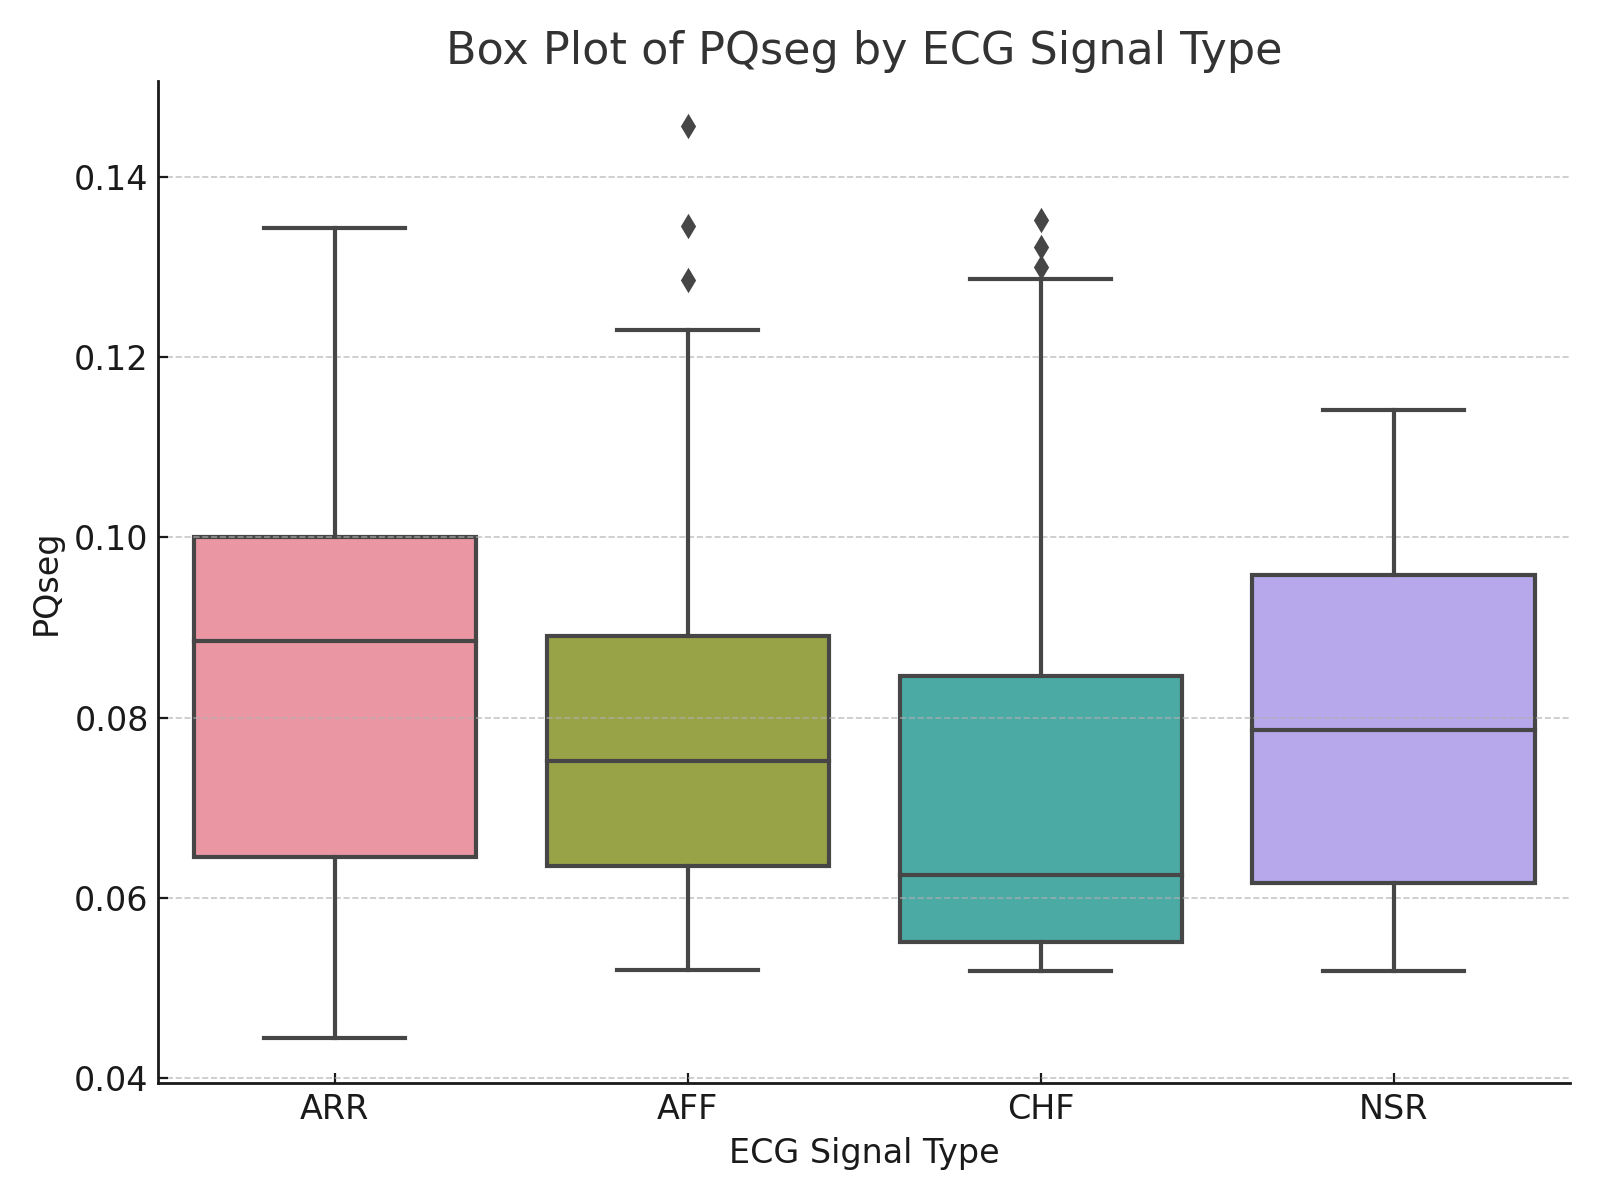 Box Plot of PQseg by ECG Signal Type
PQseg
0.14
0.12
0.10
0.08
0.06
0.04
ARR AFF CHF NSR
ECG Signal Type